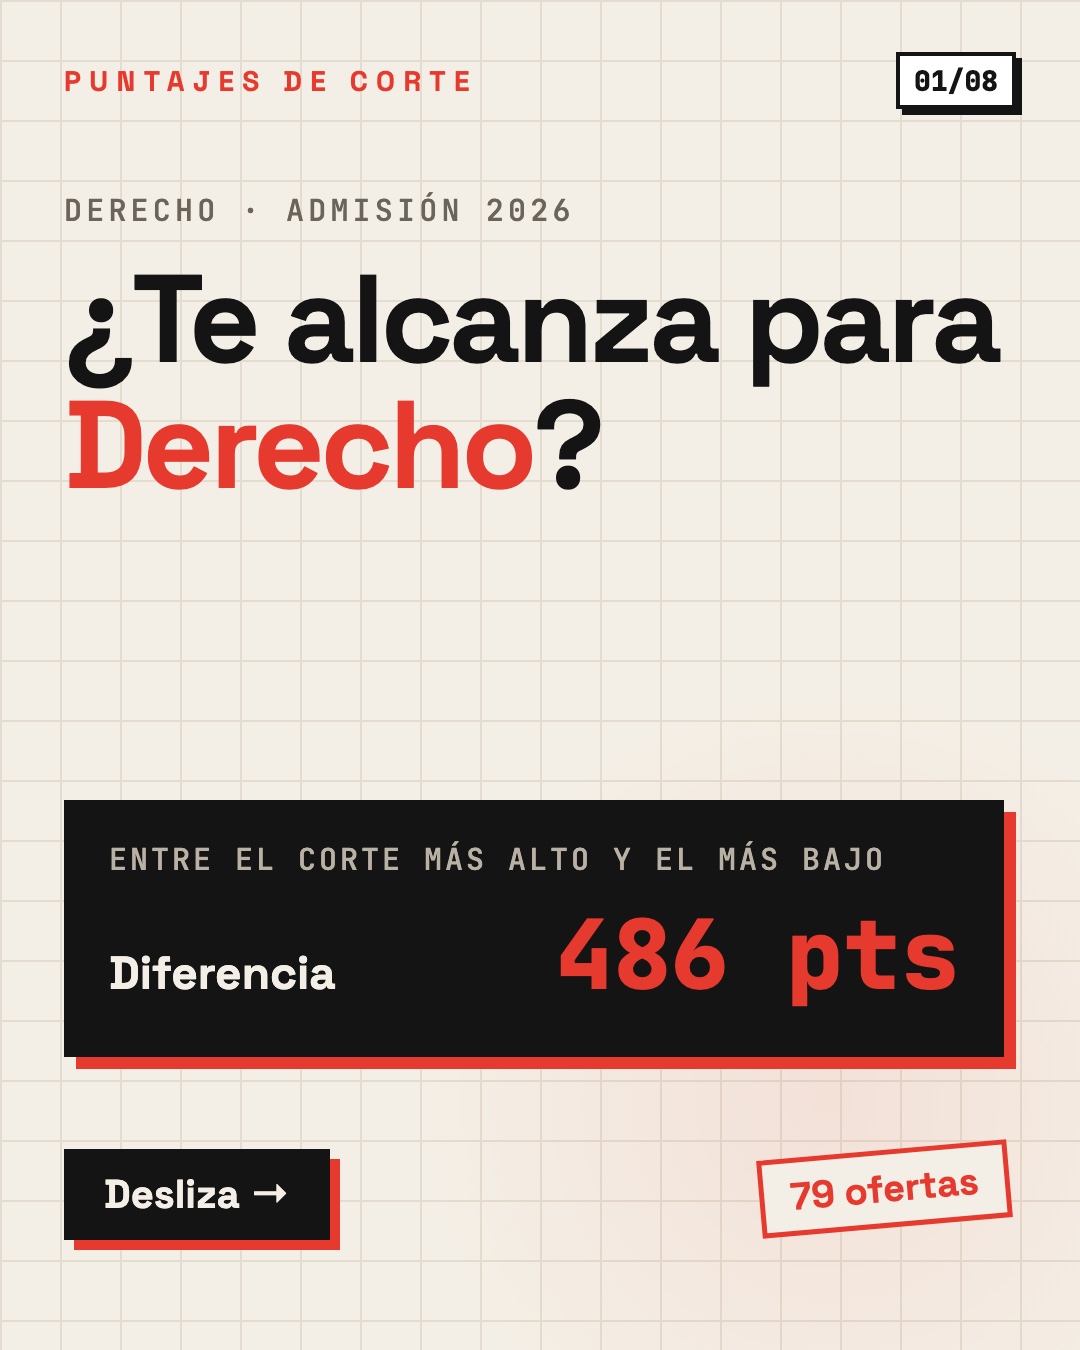 PUNTAJES DE CORTE
01/08
DERECHO · ADMISIÓN 2026
¿Te alcanza para
Derecho?
ENTRE EL CORTE MÁS ALTO Y EL MÁS BAJO
Diferencia 486 pts
Desliza →
79 ofertas